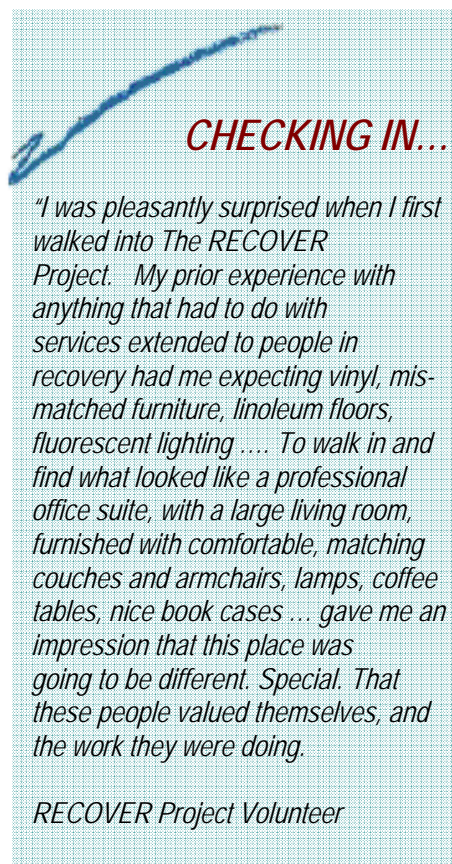 CHECKING IN...
“I was pleasantly surprised when I first
walked into The RECOVER
Project.   My prior experience with
anything that had to do with
services extended to people in
recovery had me expecting vinyl, mis-
matched furniture, linoleum floors,
fluorescent lighting .... To walk in and
find what looked like a professional
office suite, with a large living room,
furnished with comfortable, matching
couches and armchairs, lamps, coffee
tables, nice book cases ... gave me an
impression that this place was
going to be different. Special. That
these people valued themselves, and
the work they were doing.
RECOVER Project Volunteer